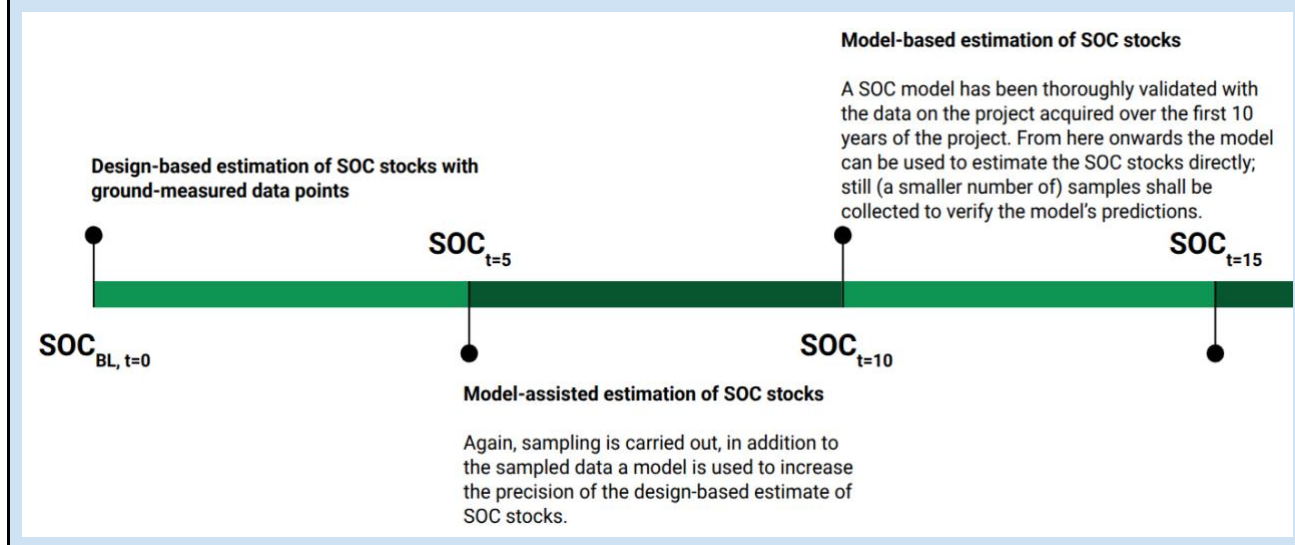 Model-based estimation of SOC stocks
A SOC model has been thoroughly validated with
the data on the project acquired over the first 10
years of the project. From here onwards the model
can be used to estimate the SOC stocks directly;
still (a smaller number of) samples shall be
collected to verify the model's predictions.
Design-based estimation of SOC stocks with
ground-measured data points
SOC t=5
SOC t=15
SOC BL, t=0
SOC t=10
Model-assisted estimation of SOC stocks
Again, sampling is carried out, in addition to
the sampled data a model is used to increase
the precision of the design-based estimate of
SOC stocks.